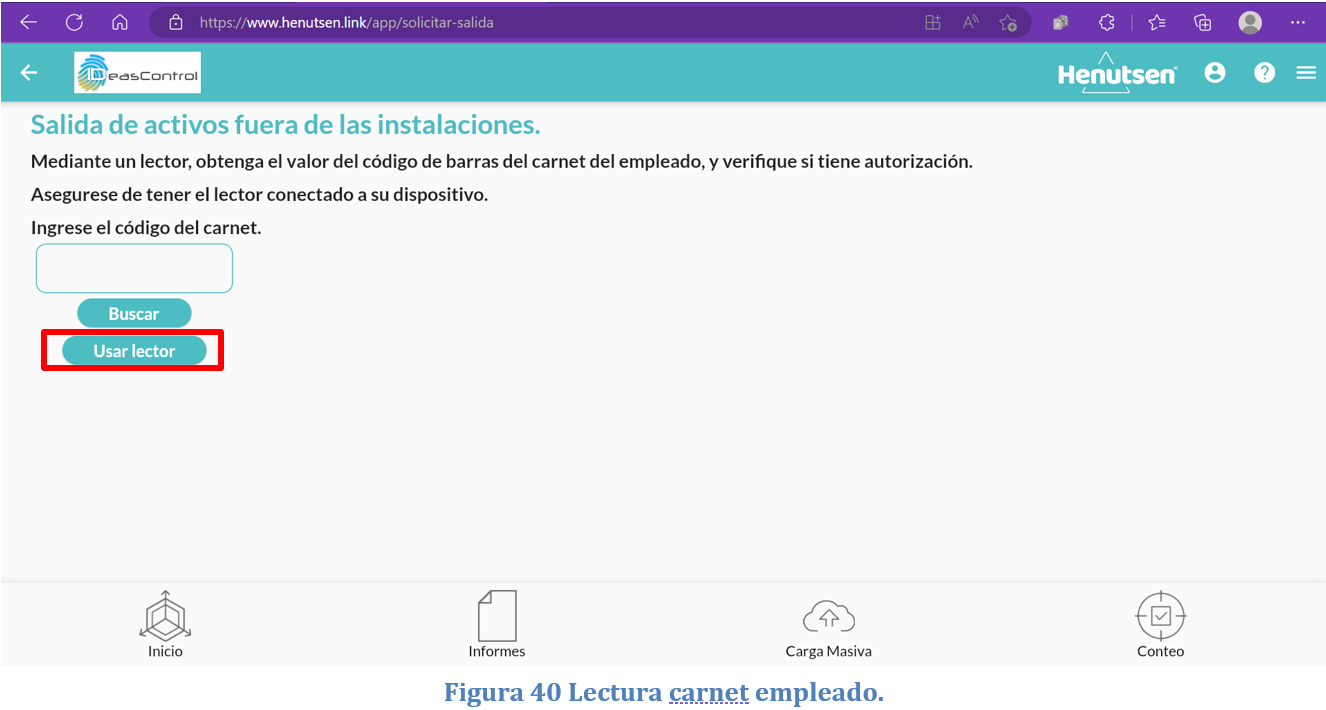 https://www.henutsen.link/app/solicitar-salida
IDeasControl
Henutsen
Salida de activos fuera de las instalaciones.
Mediante un lector, obtenga el valor del código de barras del carnet del empleado, y verifique si tiene autorización.
Asegurese de tener el lector conectado a su dispositivo.
Ingrese el código del carnet.
Buscar
Usar lector
Inicio
Informes
Carga Masiva
Conteo
Figura 40 Lectura carnet empleado.